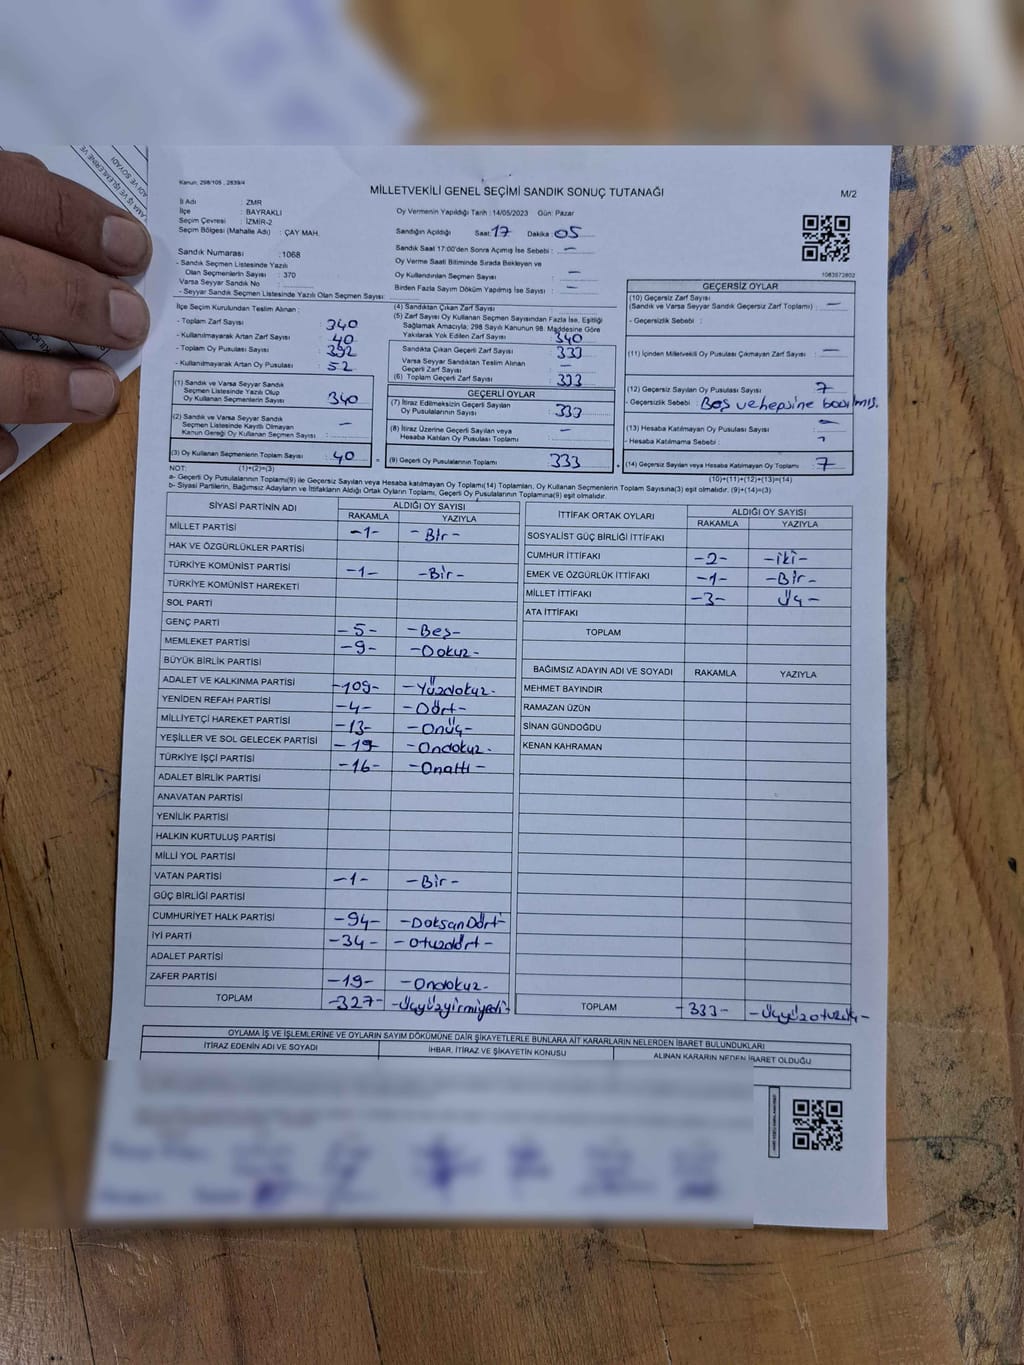 Kanun: 298/105 , 2839/4
MİLLETVEKİLİ GENEL SEÇİMİ SANDIK SONUÇ TUTANAĞI
M/2
İl Adı : ZMR
İlçe : BAYRAKLI
Seçim Çevresi : İZMİR-2
Seçim Bölgesi (Mahalle Adı) : ÇAY MAH.
Oy Vermenin Yapıldığı Tarih : 14/05/2023 Gün: Pazar
Sandığın Açıldığı Saat 17 Dakika 05
Sandık Saat 17:00'den Sonra Açımış İse Sebebi : —
Oy Verme Saati Bitiminde Sırada Bekleyen ve
Oy Kullandırılan Seçmen Sayısı : —
Birden Fazla Sayım Döküm Yapılmış İse Sayısı : —
1083972802
Sandık Numarası : 1068
- Sandık Seçmen Listesinde Yazılı
Olan Seçmenlerin Sayısı : 370
Varsa Seyyar Sandık No :
- Seyyar Sandık Seçmen Listesinde Yazılı Olan Seçmen Sayısı:
İlçe Seçim Kurulundan Teslim Alınan :
- Toplam Zarf Sayısı : 340
- Kullanılmayarak Artan Zarf Sayısı : 40
- Toplam Oy Pusulası Sayısı : 392
- Kullanılmayarak Artan Oy Pusulası : 52
(1) Sandık ve Varsa Seyyar Sandık
Seçmen Listesinde Yazılı Olup
Oy Kullanan Seçmenlerin Sayısı : 340
(2) Sandık ve Varsa Seyyar Sandık
Seçmen Listesinde Kayıtlı Olmayan
Kanun Gereği Oy Kullanan Seçmen Sayısı : —
(3) Oy Kullanan Seçmenlerin Toplam Sayısı : 40
(4) Sandıktan Çıkan Zarf Sayısı :
(5) Zarf Sayısı Oy Kullanan Seçmen Sayısından Fazla İse, Eşitliği
Sağlamak Amacıyla; 298 Sayılı Kanunun 98. Maddesine Göre
Yakılarak Yok Edilen Zarf Sayısı : 340
Sandıkta Çıkan Geçerli Zarf Sayısı : 333
Varsa Seyyar Sandıktan Teslim Alınan
Geçerli Zarf Sayısı : —
(6) Toplam Geçerli Zarf Sayısı : 333
GEÇERLİ OYLAR
(7) İtiraz Edilmeksizin Geçerli Sayılan
Oy Pusulalarının Sayısı : 333
(8) İtiraz Üzerine Geçerli Sayılan veya
Hesaba Katılan Oy Pusulası Toplamı : —
= (9) Geçerli Oy Pusulalarının Toplamı : 333
GEÇERSİZ OYLAR
(10) Geçersiz Zarf Sayısı
(Sandık ve Varsa Seyyar Sandık Geçersiz Zarf Toplamı) : —
- Geçersizlik Sebebi :
(11) İçinden Milletvekili Oy Pusulası Çıkmayan Zarf Sayısı : —
(12) Geçersiz Sayılan Oy Pusulası Sayısı : 7
- Geçersizlik Sebebi : Boş ve hepsine basılmış.
(13) Hesaba Katılmayan Oy Pusulası Sayısı : —
- Hesaba Katılmama Sebebi :
+ (14) Geçersiz Sayılan veya Hesaba Katılmayan Oy Toplamı : 7
NOT: (1)+(2)=(3)
(10)+(11)+(12)+(13)=(14)
a- Geçerli Oy Pusulalarının Toplamı(9) ile Geçersiz Sayılan veya Hesaba katılmayan Oy Toplamı(14) Toplamları, Oy Kullanan Seçmenlerin Toplam Sayısına(3) eşit olmalıdır. (9)+(14)=(3)
b- Siyasi Partilerin, Bağımsız Adayların ve İttifakların Aldığı Ortak Oyların Toplamı, Geçerli Oy Pusulalarının Toplamına(9) eşit olmalıdır.
SİYASİ PARTİNİN ADI ALDIĞI OY SAYISI
RAKAMLA YAZIYLA
MİLLET PARTİSİ -1- -Bir-
HAK VE ÖZGÜRLÜKLER PARTİSİ
TÜRKİYE KOMÜNİST PARTİSİ -1- -Bir-
TÜRKİYE KOMÜNİST HAREKETİ
SOL PARTİ
GENÇ PARTİ -5- -Beş-
MEMLEKET PARTİSİ -9- -Dokuz-
BÜYÜK BİRLİK PARTİSİ
ADALET VE KALKINMA PARTİSİ -109- -Yüzdokuz-
YENİDEN REFAH PARTİSİ -4- -Dört-
MİLLİYETÇİ HAREKET PARTİSİ -13- -Onüç-
YEŞİLLER VE SOL GELECEK PARTİSİ -19- -Ondokuz-
TÜRKİYE İŞÇİ PARTİSİ -16- -Onaltı-
ADALET BİRLİK PARTİSİ
ANAVATAN PARTİSİ
YENİLİK PARTİSİ
HALKIN KURTULUŞ PARTİSİ
MİLLİ YOL PARTİSİ
VATAN PARTİSİ -1- -Bir-
GÜÇ BİRLİĞİ PARTİSİ
CUMHURİYET HALK PARTİSİ -94- -DoksanDört-
İYİ PARTİ -34- -otuzdört-
ADALET PARTİSİ
ZAFER PARTİSİ -19- -Ondokuz-
TOPLAM -327- -Üçyüzyirmiyedi-
İTTİFAK ORTAK OYLARI ALDIĞI OY SAYISI
RAKAMLA YAZIYLA
SOSYALİST GÜÇ BİRLİĞİ İTTİFAKI
CUMHUR İTTİFAKI -2- -iki-
EMEK VE ÖZGÜRLÜK İTTİFAKI -1- -Bir-
MİLLET İTTİFAKI -3- Üç-
ATA İTTİFAKI
TOPLAM
BAĞIMSIZ ADAYIN ADI VE SOYADI RAKAMLA YAZIYLA
MEHMET BAYINDIR
RAMAZAN ÜZÜN
SİNAN GÜNDOĞDU
KENAN KAHRAMAN
TOPLAM -333- -Üçyüzotuzüç-
OYLAMA İŞ VE İŞLEMLERİNE VE OYLARIN SAYIM DÖKÜMÜNE DAİR ŞİKAYETLERLE BUNLARA AİT KARARLARIN NELERDEN İBARET BULUNDUKLARI
İTİRAZ EDENİN ADI VE SOYADI İHBAR, İTİRAZ VE ŞİKAYETİN KONUSU ALINAN KARARIN NEDEN İBARET OLDUĞU